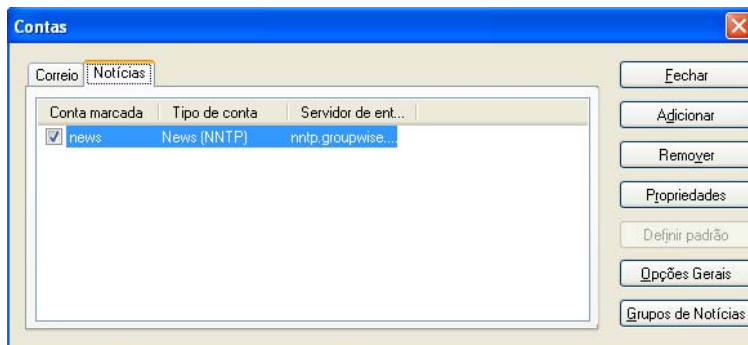 Contas
Correio Notícias
Conta marcada Tipo de conta Servidor de ent...
news News (NNTP) nntp.groupwise....
Fechar
Adicionar
Remover
Propriedades
Definir padrão
Opções Gerais
Grupos de Notícias